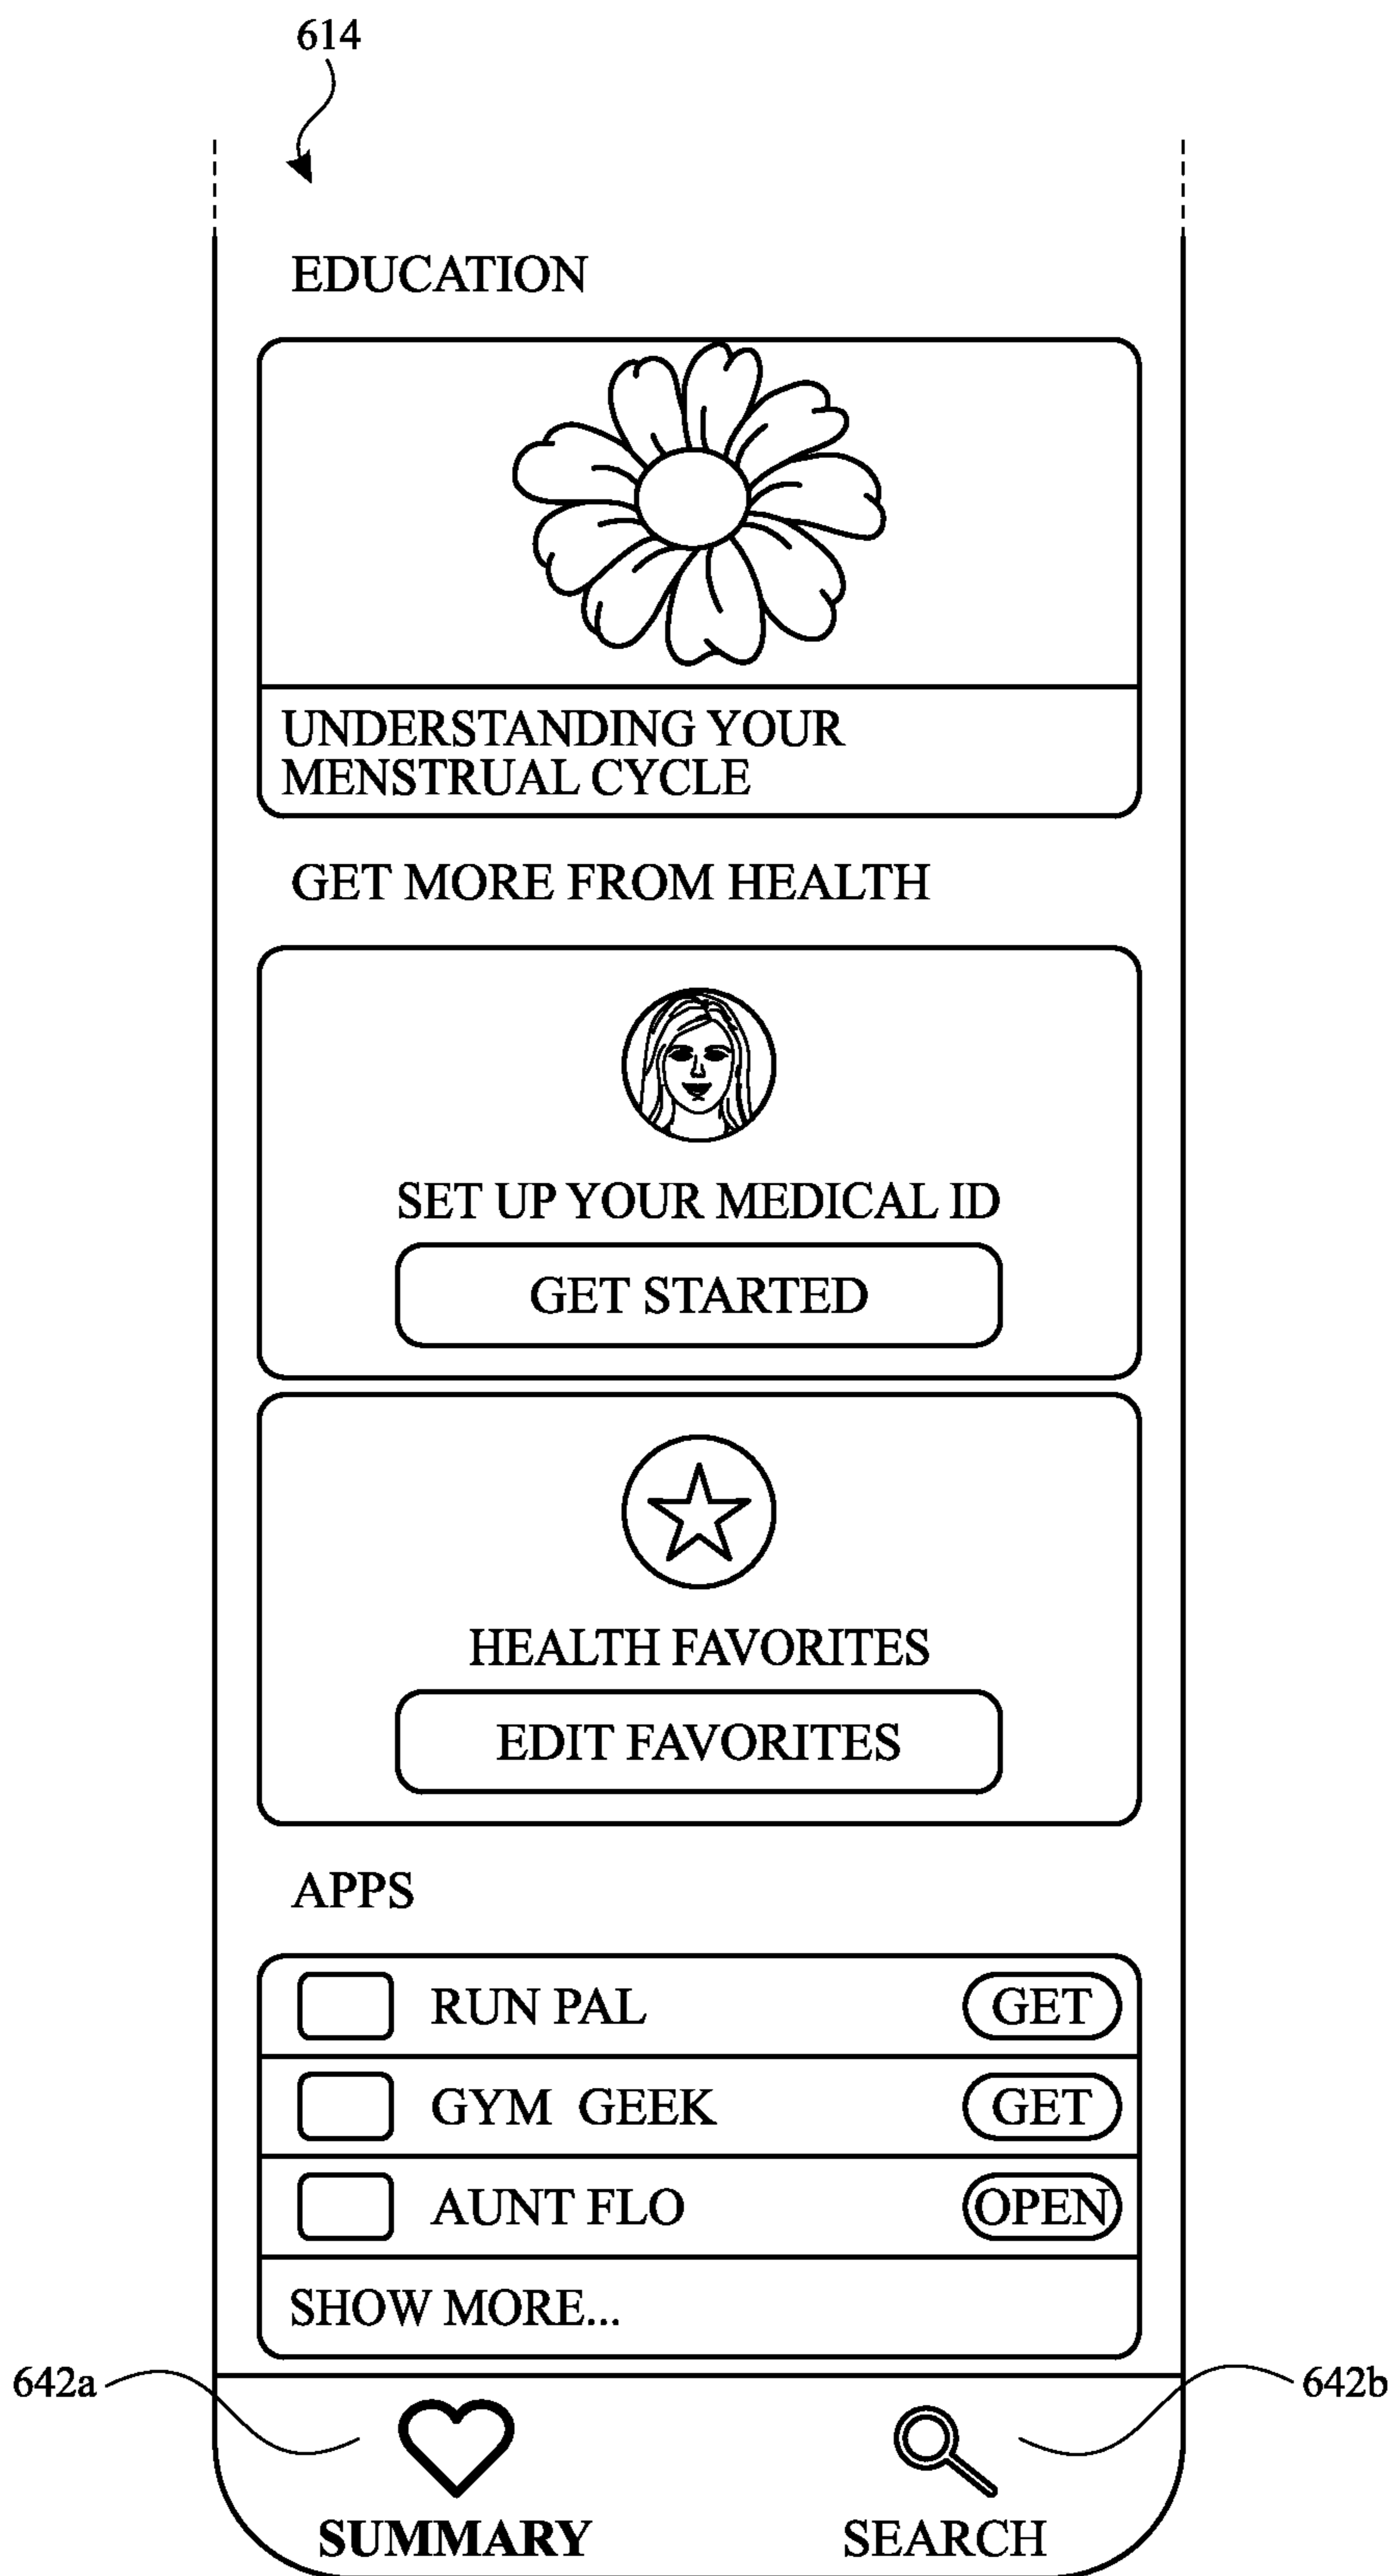 614
EDUCATION
UNDERSTANDING YOUR
MENSTRUAL CYCLE
GET MORE FROM HEALTH
SET UP YOUR MEDICAL ID
GET STARTED
HEALTH FAVORITES
EDIT FAVORITES
APPS
RUN PAL GET
GYM GEEK GET
AUNT FLO OPEN
SHOW MORE...
642a 642b
SUMMARY SEARCH